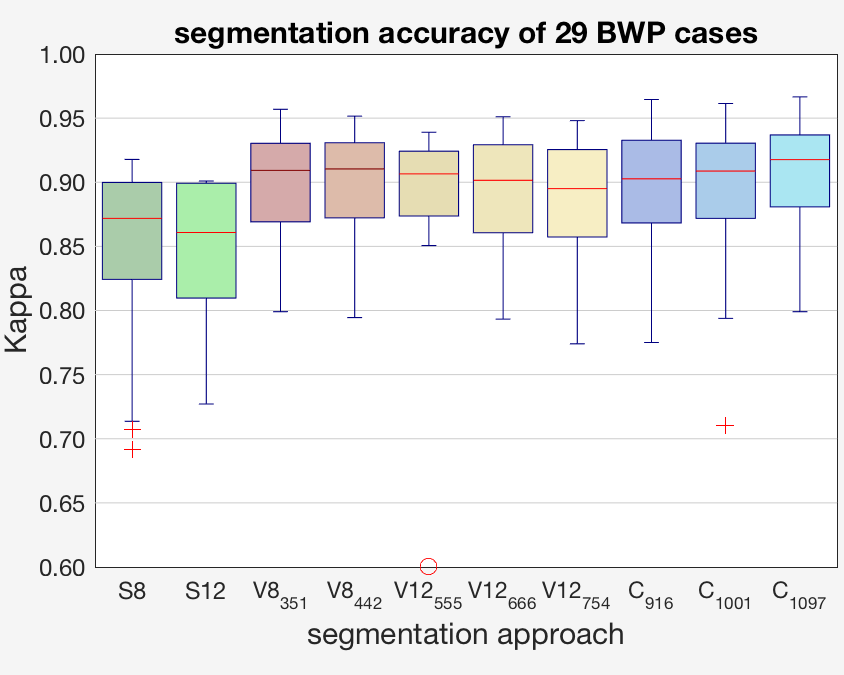 segmentation accuracy of 29 BWP cases
1.00
0.95
0.90
0.85
0.80
0.75
0.70
0.65
0.60
Kappa
S8 S12 V8₃₅₁ V8₄₄₂ V12₅₅₅ V12₆₆₆ V12₇₅₄ C₉₁₆ C₁₀₀₁ C₁₀₉₇
segmentation approach